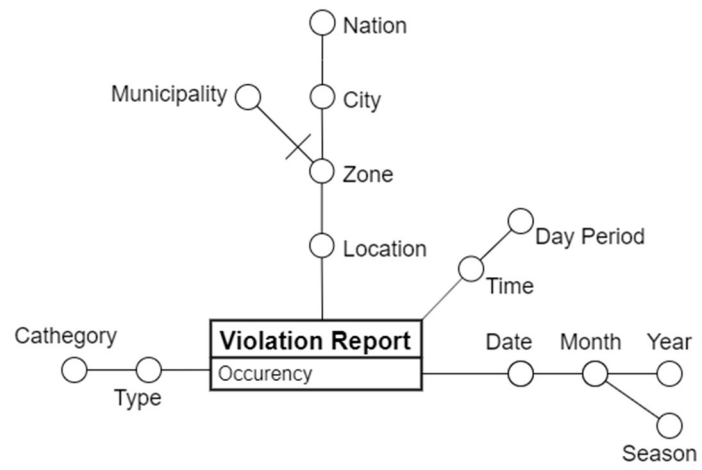 Nation
Municipality
City
Zone
Day Period
Location
Time
Cathegory
Violation Report
Date
Month
Year
Occurency
Type
Season